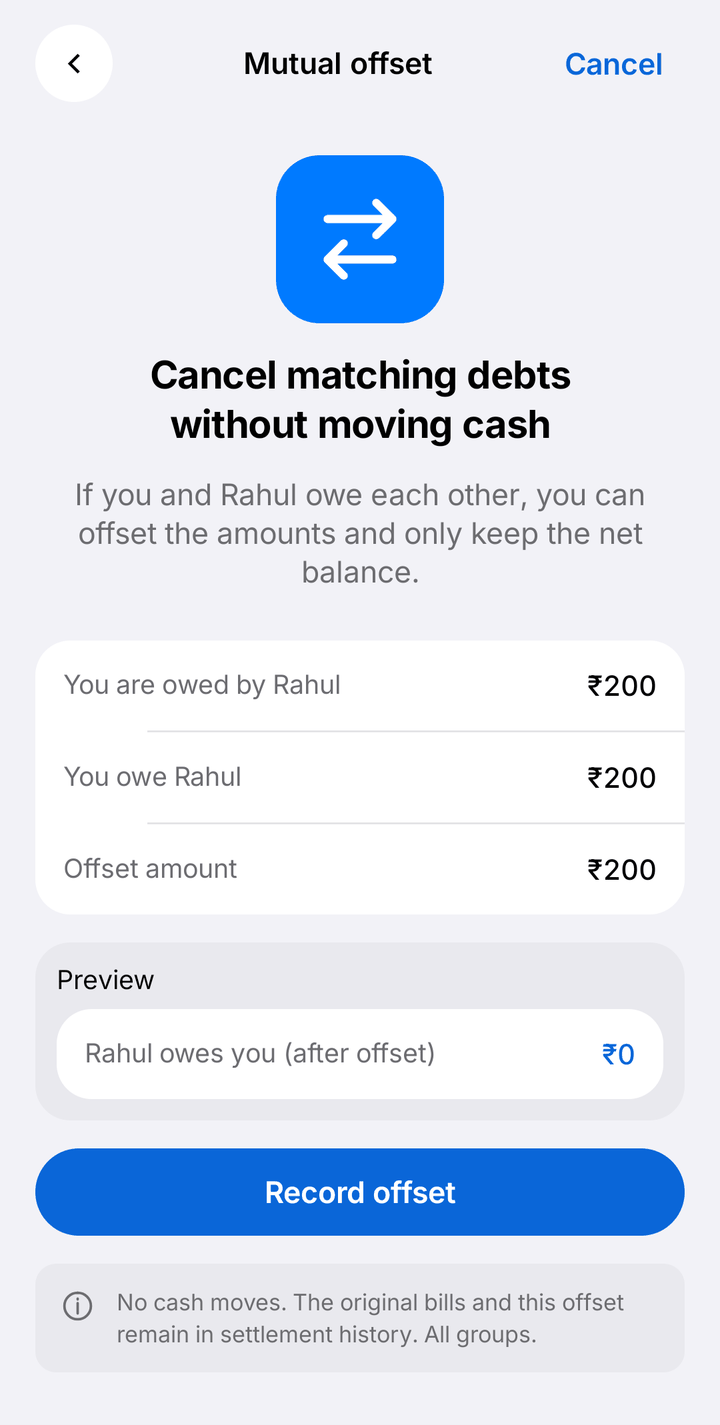 Mutual offset
Cancel
Cancel matching debts
without moving cash
If you and Rahul owe each other, you can
offset the amounts and only keep the net
balance.
You are owed by Rahul ₹200
You owe Rahul ₹200
Offset amount ₹200
Preview
Rahul owes you (after offset) ₹0
Record offset
No cash moves. The original bills and this offset
remain in settlement history. All groups.